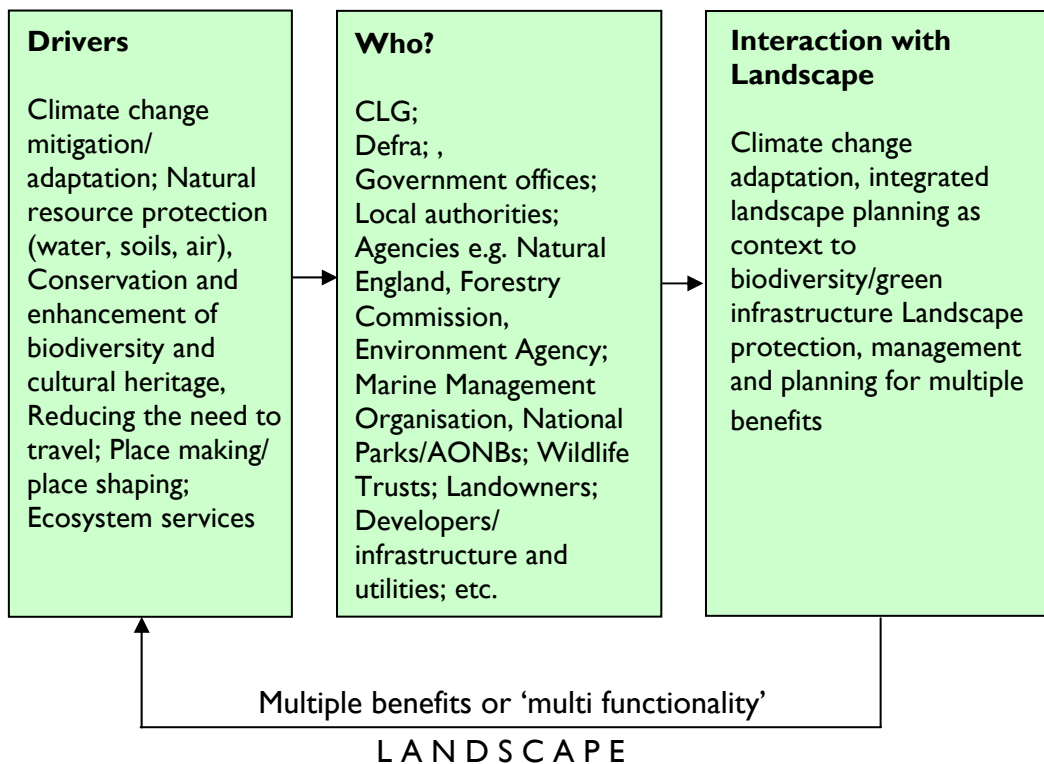 Drivers
Climate change
mitigation/
adaptation; Natural
resource protection
(water, soils, air),
Conservation and
enhancement of
biodiversity and
cultural heritage,
Reducing the need to
travel; Place making/
place shaping;
Ecosystem services
Who?
CLG;
Defra; ,
Government offices;
Local authorities;
Agencies e.g. Natural
England, Forestry
Commission,
Environment Agency;
Marine Management
Organisation, National
Parks/AONBs; Wildlife
Trusts; Landowners;
Developers/
infrastructure and
utilities; etc.
Interaction with
Landscape
Climate change
adaptation, integrated
landscape planning as
context to
biodiversity/green
infrastructure Landscape
protection, management
and planning for multiple
benefits
Multiple benefits or ‘multi functionality’
L A N D S C A P E